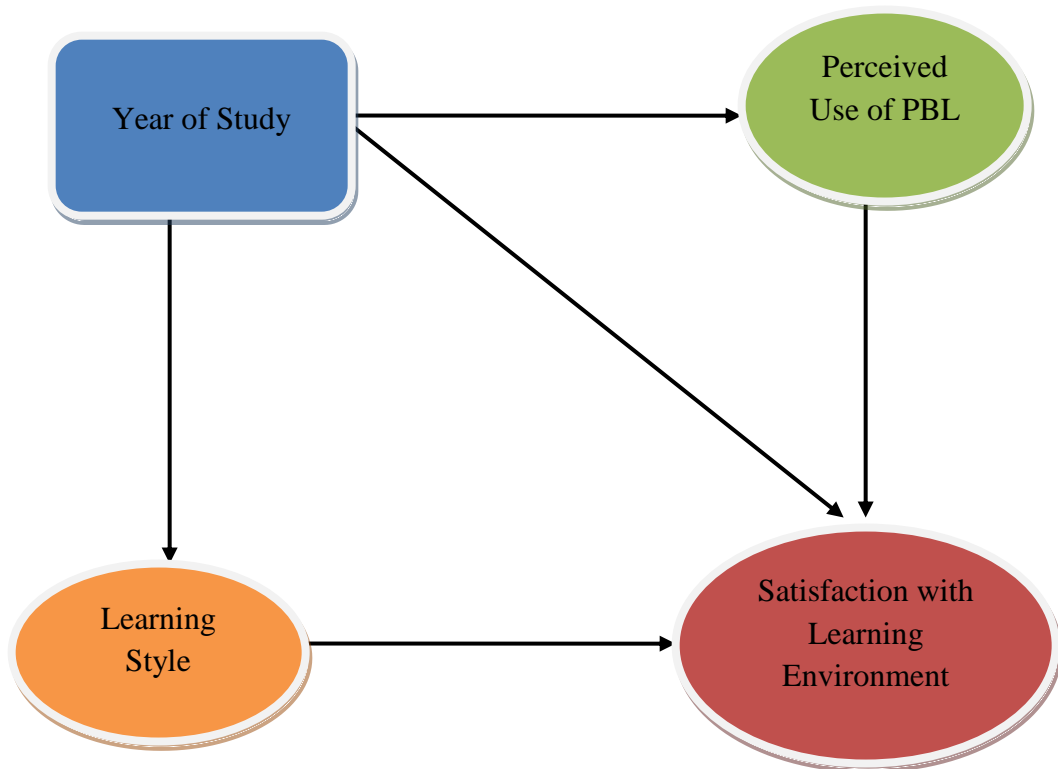 Year of Study
Perceived
Use of PBL
Learning
Style
Satisfaction with
Learning
Environment